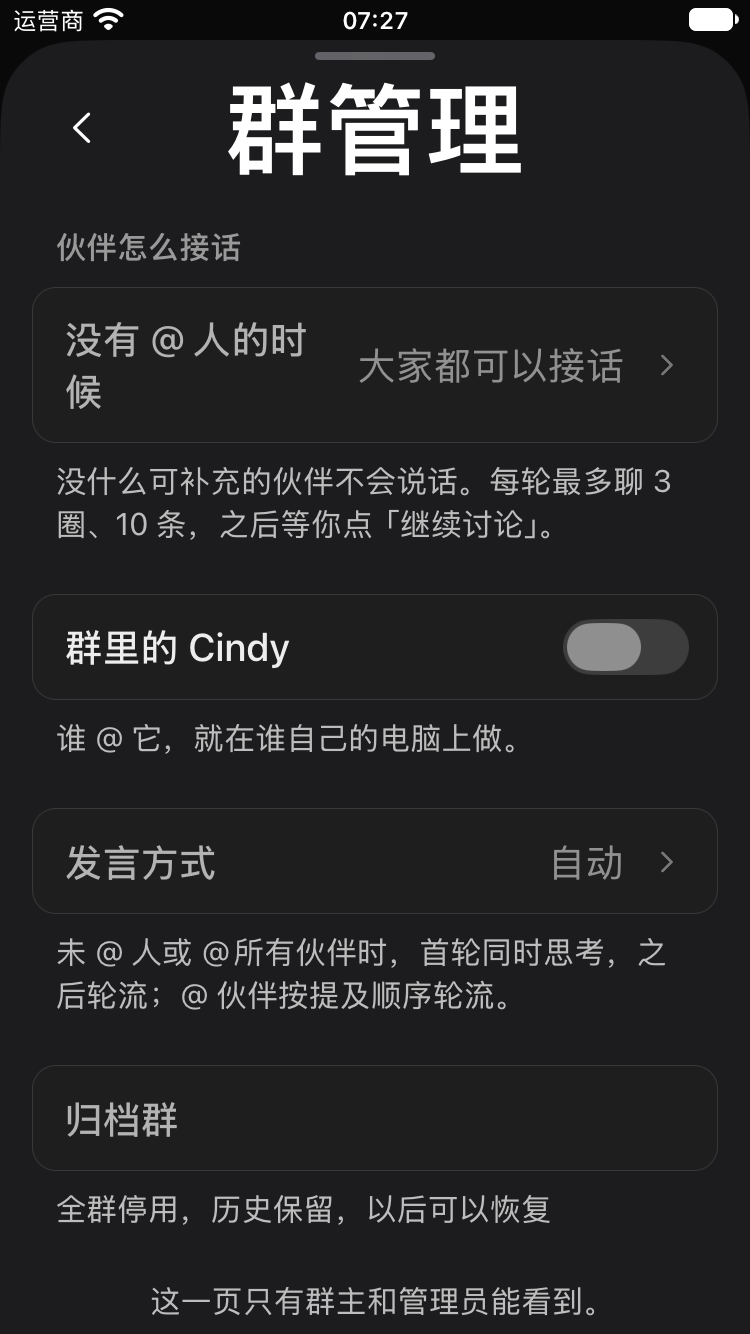 运营商
07:27
群管理
伙伴怎么接话
没有 @ 人的时
候
大家都可以接话
没什么可补充的伙伴不会说话。每轮最多聊 3
圈、10 条，之后等你点「继续讨论」。
群里的 Cindy
谁 @ 它，就在谁自己的电脑上做。
发言方式
自动
未 @ 人或 @所有伙伴时，首轮同时思考，之
后轮流；@ 伙伴按提及顺序轮流。
归档群
全群停用，历史保留，以后可以恢复
这一页只有群主和管理员能看到。